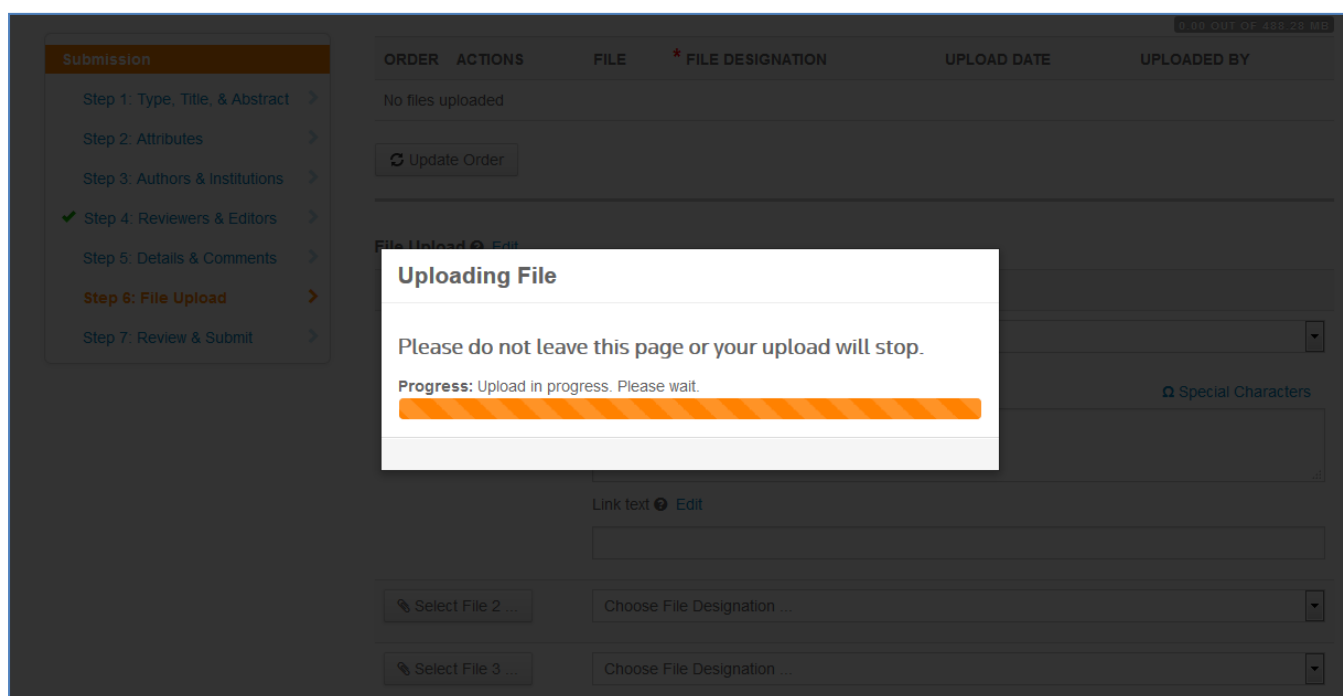 0.00 OUT OF 488.28 MB
Submission
ORDER ACTIONS FILE * FILE DESIGNATION UPLOAD DATE UPLOADED BY
Step 1: Type, Title, & Abstract
No files uploaded
Step 2: Attributes
Update Order
Step 3: Authors & Institutions
Step 4: Reviewers & Editors
File Upload Edit
Step 5: Details & Comments
Step 6: File Upload
Step 7: Review & Submit
Uploading File
Please do not leave this page or your upload will stop.
Progress: Upload in progress. Please wait.
Ω Special Characters
Link text Edit
Select File 2 ... Choose File Designation ...
Select File 3 ... Choose File Designation ...